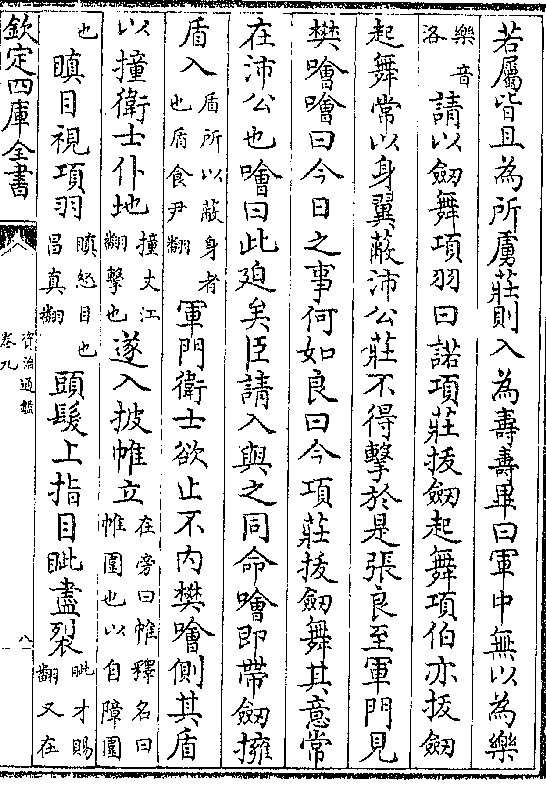 若屬皆且為所虜莊則入為壽壽畢曰軍中無以為樂
樂音洛請以劒舞項羽曰諾項莊拔劒起舞項伯亦拔劒
起舞常以身翼蔽沛公莊不得擊於是張良至軍門見
樊噲噲曰今日之事何如良曰今項莊拔劒舞其意常
在沛公也噲曰此廹矣臣請入與之同命噲即帶劒擁
盾入盾所以蔽身者也盾食尹翻軍門衛士欲止不內樊噲側其盾
以撞衛士仆地撞丈江翻擊也遂入披帷立在旁曰帷釋名曰帷圍也以自障圍
也瞋目視項羽瞋怒目也昌真翻頭髮上指目眦盡裂眦才賜翻又在
欽定四庫全書
資治通鑑
卷九
八